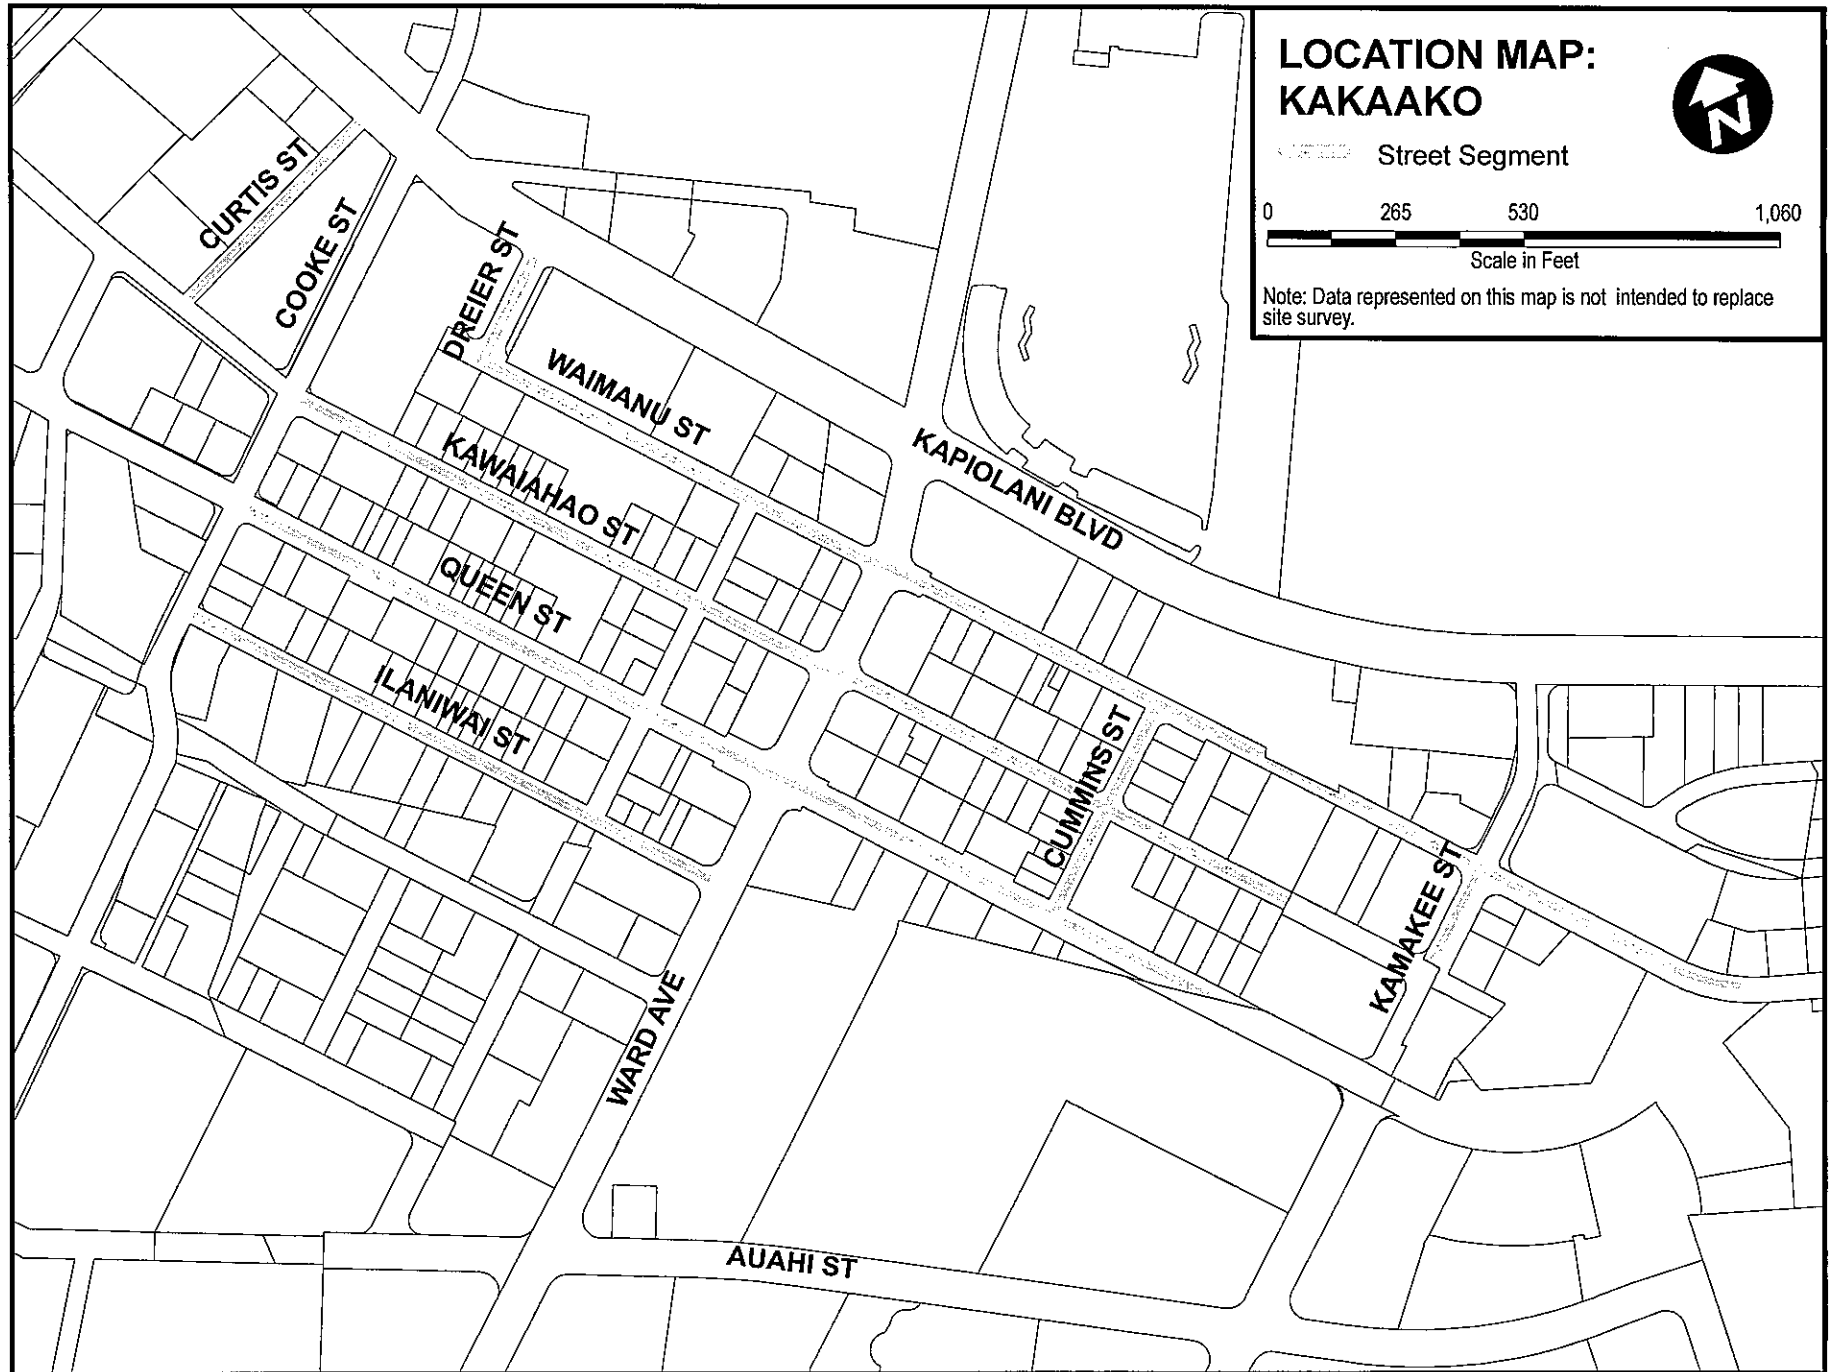 LOCATION MAP:
KAKAAKO
N
Street Segment
0 265 530 1,060
Scale in Feet
Note: Data represented on this map is not intended to replace
site survey.
CURTIS ST
COOKE ST
DREIER ST
WAIMANU ST
KAWAIAHAO ST
KAPIOLANI BLVD
QUEEN ST
ILANIWAI ST
CUMMINS ST
KAMAKEE ST
WARD AVE
AUAHI ST